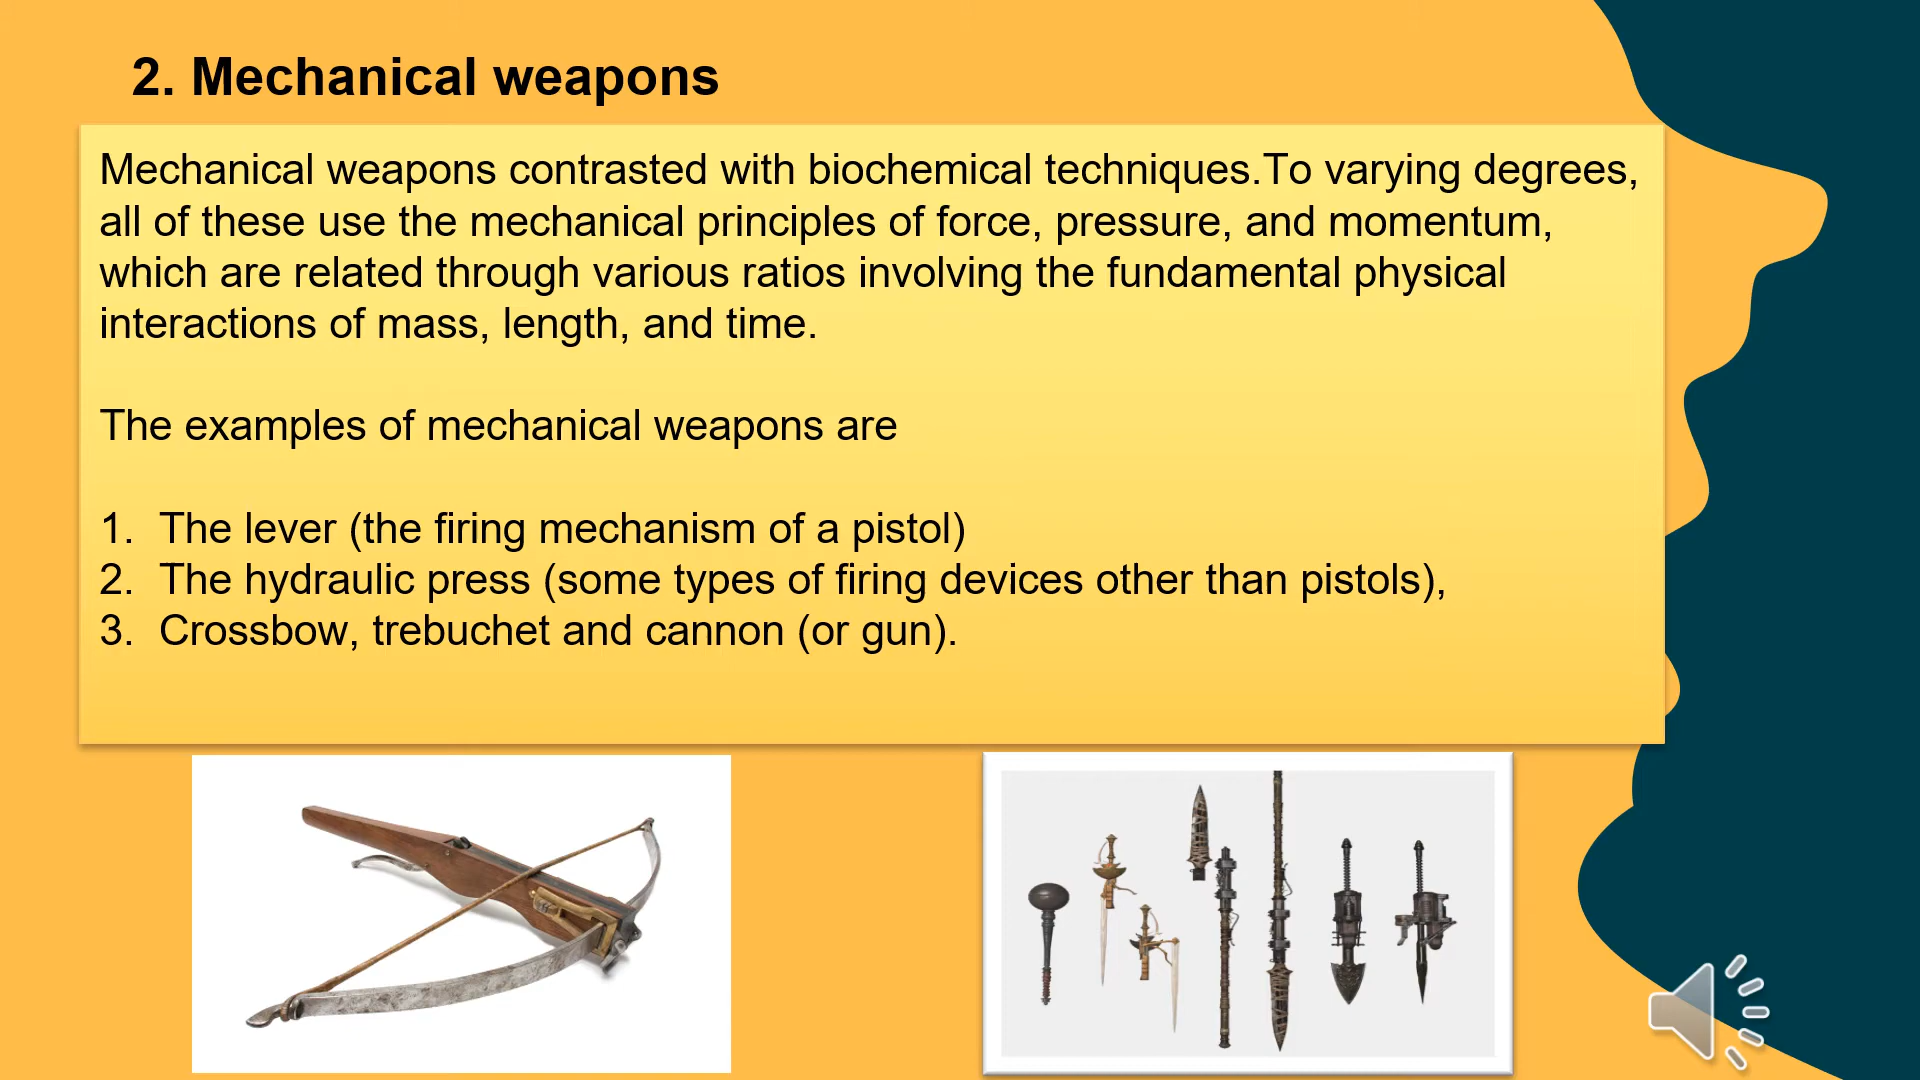 2. Mechanical weapons
Mechanical weapons contrasted with biochemical techniques.To varying degrees,
all of these use the mechanical principles of force, pressure, and momentum,
which are related through various ratios involving the fundamental physical
interactions of mass, length, and time.
The examples of mechanical weapons are
1. The lever (the firing mechanism of a pistol)
2. The hydraulic press (some types of firing devices other than pistols),
3. Crossbow, trebuchet and cannon (or gun).